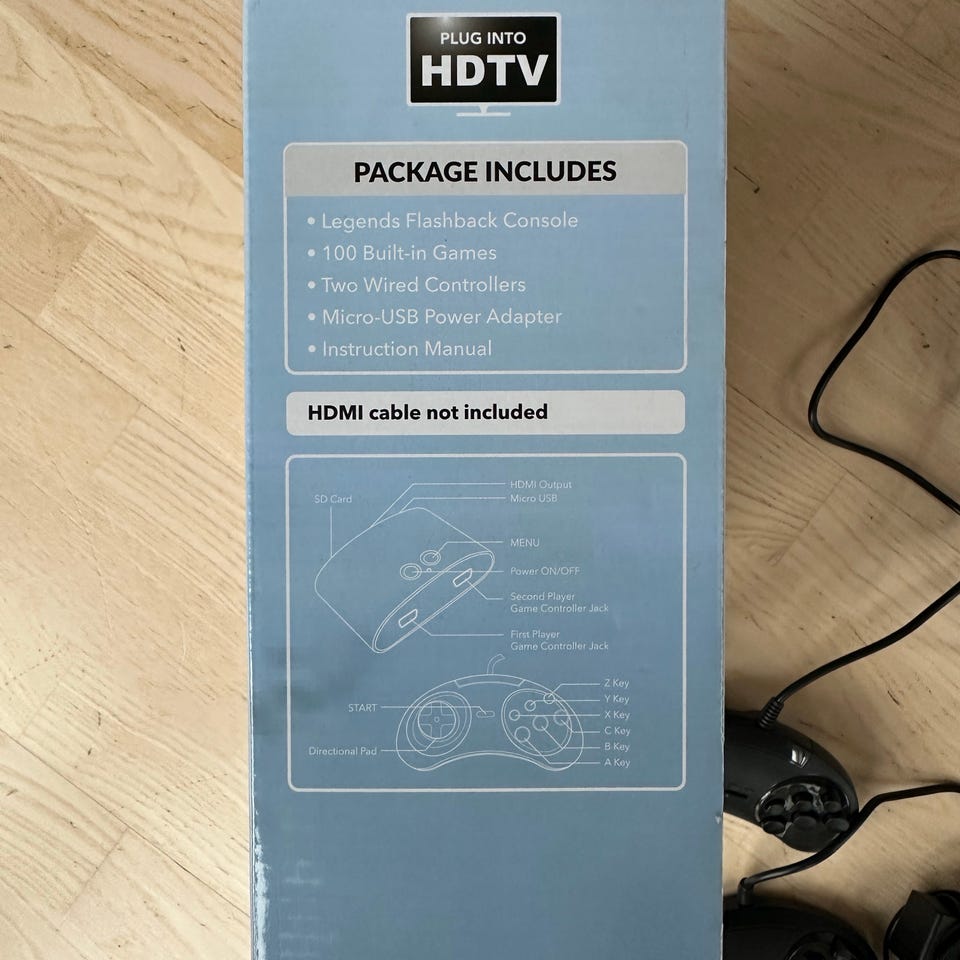 PLUG INTO
HDTV
PACKAGE INCLUDES
• Legends Flashback Console
• 100 Built-in Games
• Two Wired Controllers
• Micro-USB Power Adapter
• Instruction Manual
HDMI cable not included
HDMI Output
SD Card
Micro USB
MENU
Power ON/OFF
Second Player
Game Controller Jack
First Player
Game Controller Jack
Z Key
Y Key
START
X Key
C Key
Directional Pad
B Key
A Key